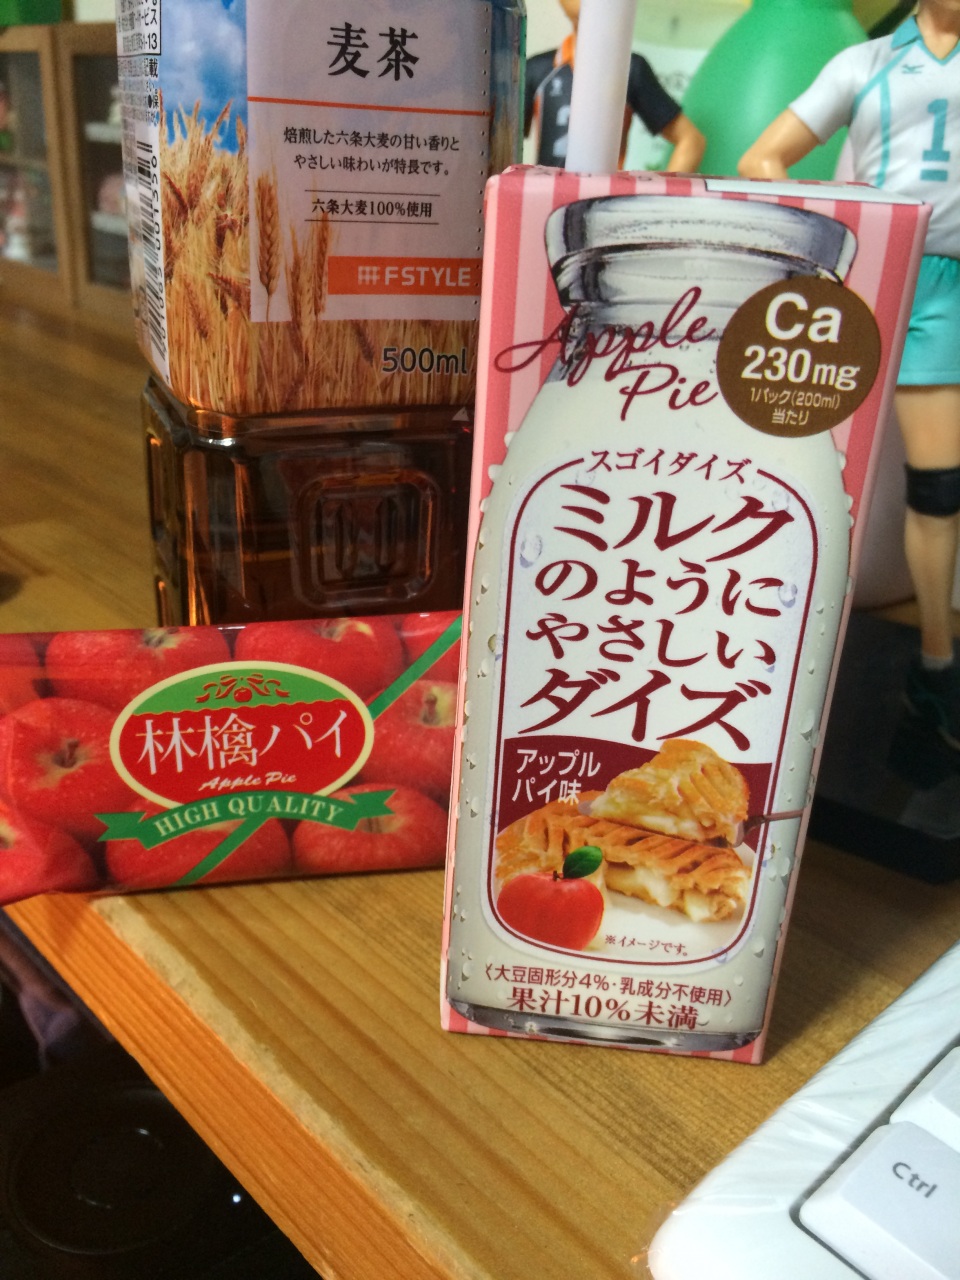 麦茶
焙煎した六条大麦の甘い香りと
やさしい味わいが特長です。
六条大麦100%使用
FSTYLE
500ml
Apple
Pie
Ca
230mg
1パック(200ml)
当たり
スゴイダイズ
ミルク
のように
やさしい
ダイズ
アップル
パイ味
※イメージです。
〈大豆固形分4%・乳成分不使用〉
果汁10%未満
林檎パイ
Apple Pie
HIGH QUALITY
1
Ctrl